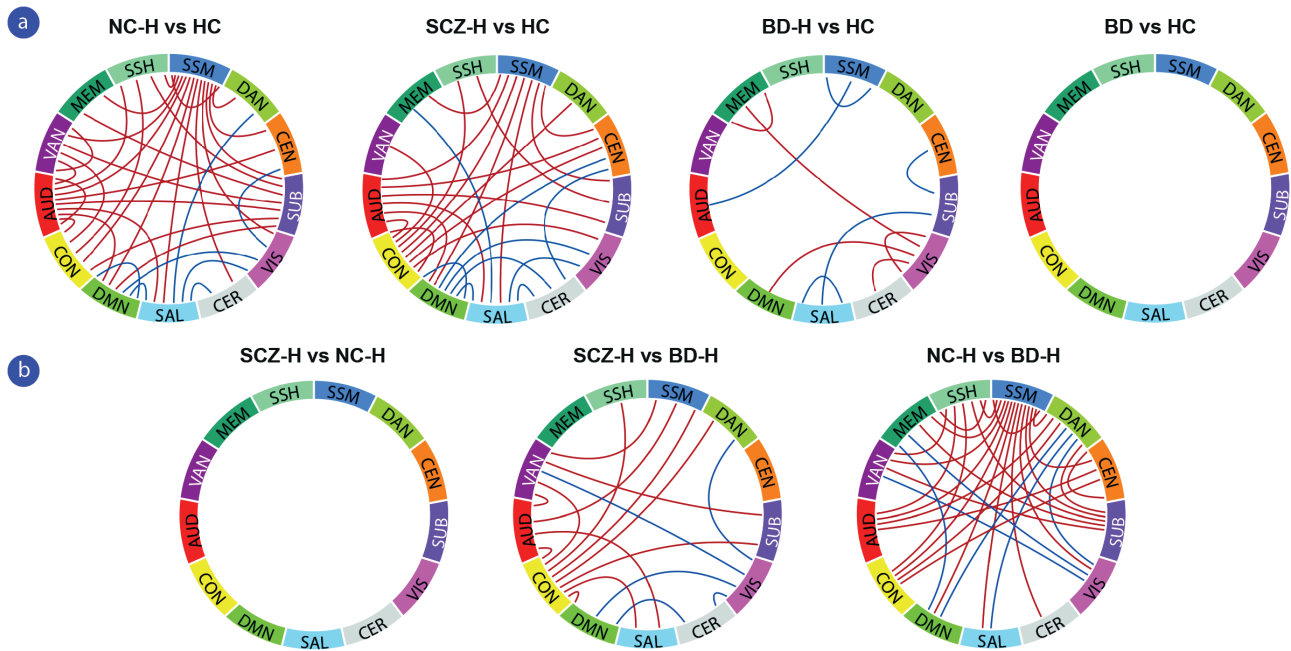 a
NC-H vs HC
SCZ-H vs HC
BD-H vs HC
BD vs HC
SSH
SSM
DAN
CEN
SUB
VIS
CER
SAL
DMN
CON
AUD
VAN
MEM
SSH
SSM
DAN
CEN
SUB
VIS
CER
SAL
DMN
CON
AUD
VAN
MEM
SSH
SSM
DAN
CEN
SUB
VIS
CER
SAL
DMN
CON
AUD
VAN
MEM
SSH
SSM
DAN
CEN
SUB
VIS
CER
SAL
DMN
CON
AUD
VAN
MEM
b
SCZ-H vs NC-H
SCZ-H vs BD-H
NC-H vs BD-H
SSH
SSM
DAN
CEN
SUB
VIS
CER
SAL
DMN
CON
AUD
VAN
MEM
SSH
SSM
DAN
CEN
SUB
VIS
CER
SAL
DMN
CON
AUD
VAN
MEM
SSH
SSM
DAN
CEN
SUB
VIS
CER
SAL
DMN
CON
AUD
VAN
MEM